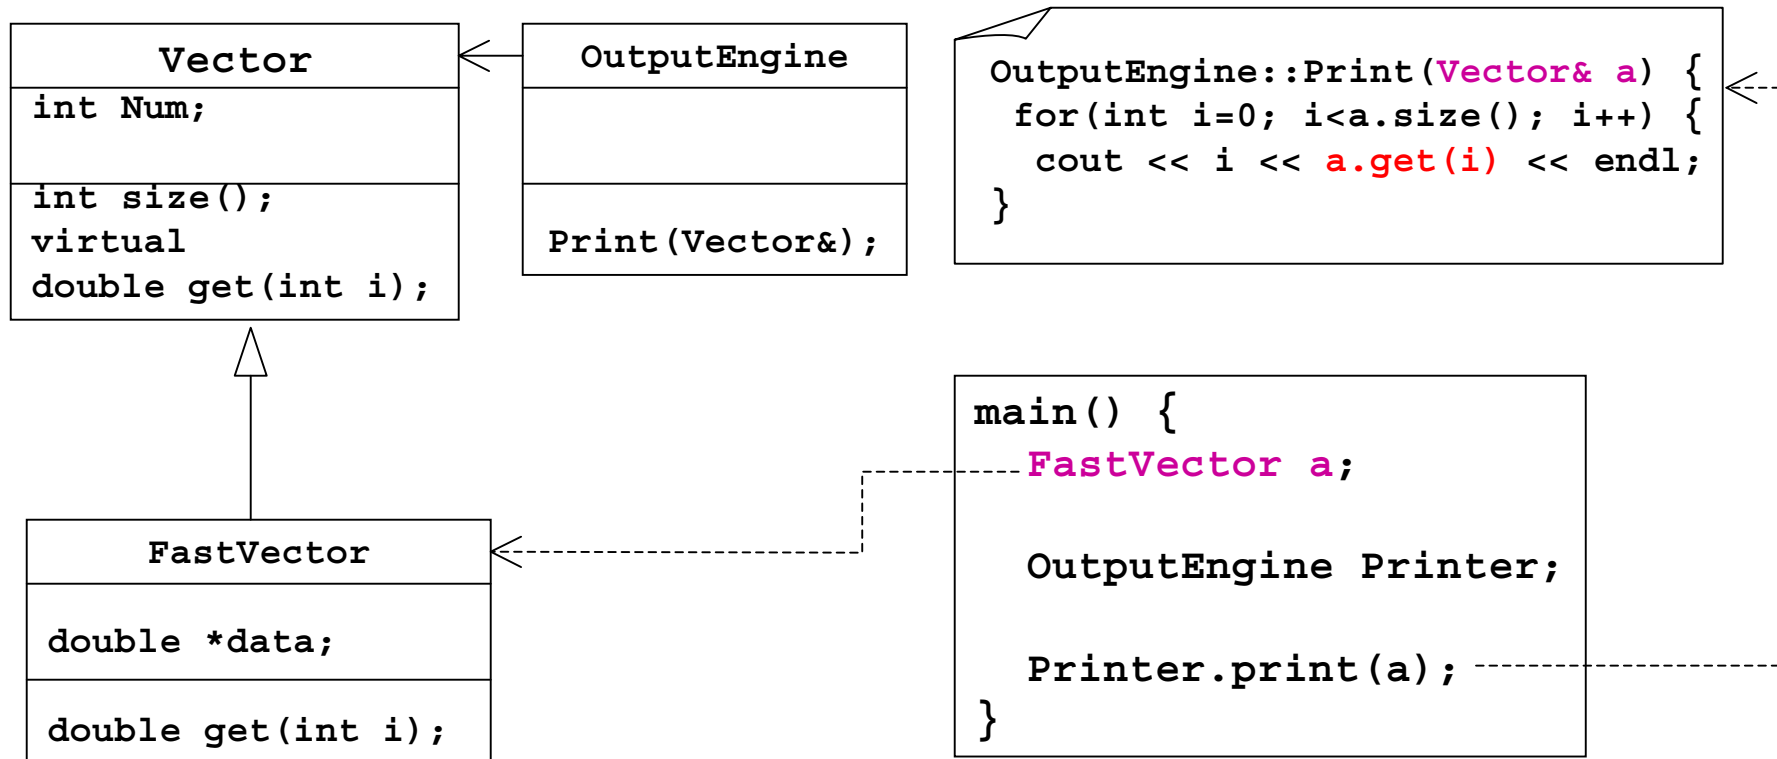 Vector
int Num;
int size();
virtual
double get(int i);
OutputEngine
Print(Vector&);
OutputEngine::Print(Vector& a) {
for(int i=0; i<a.size(); i++) {
cout << i << a.get(i) << endl;
}
FastVector
double *data;
double get(int i);
main() {
FastVector a;
OutputEngine Printer;
Printer.print(a);
}